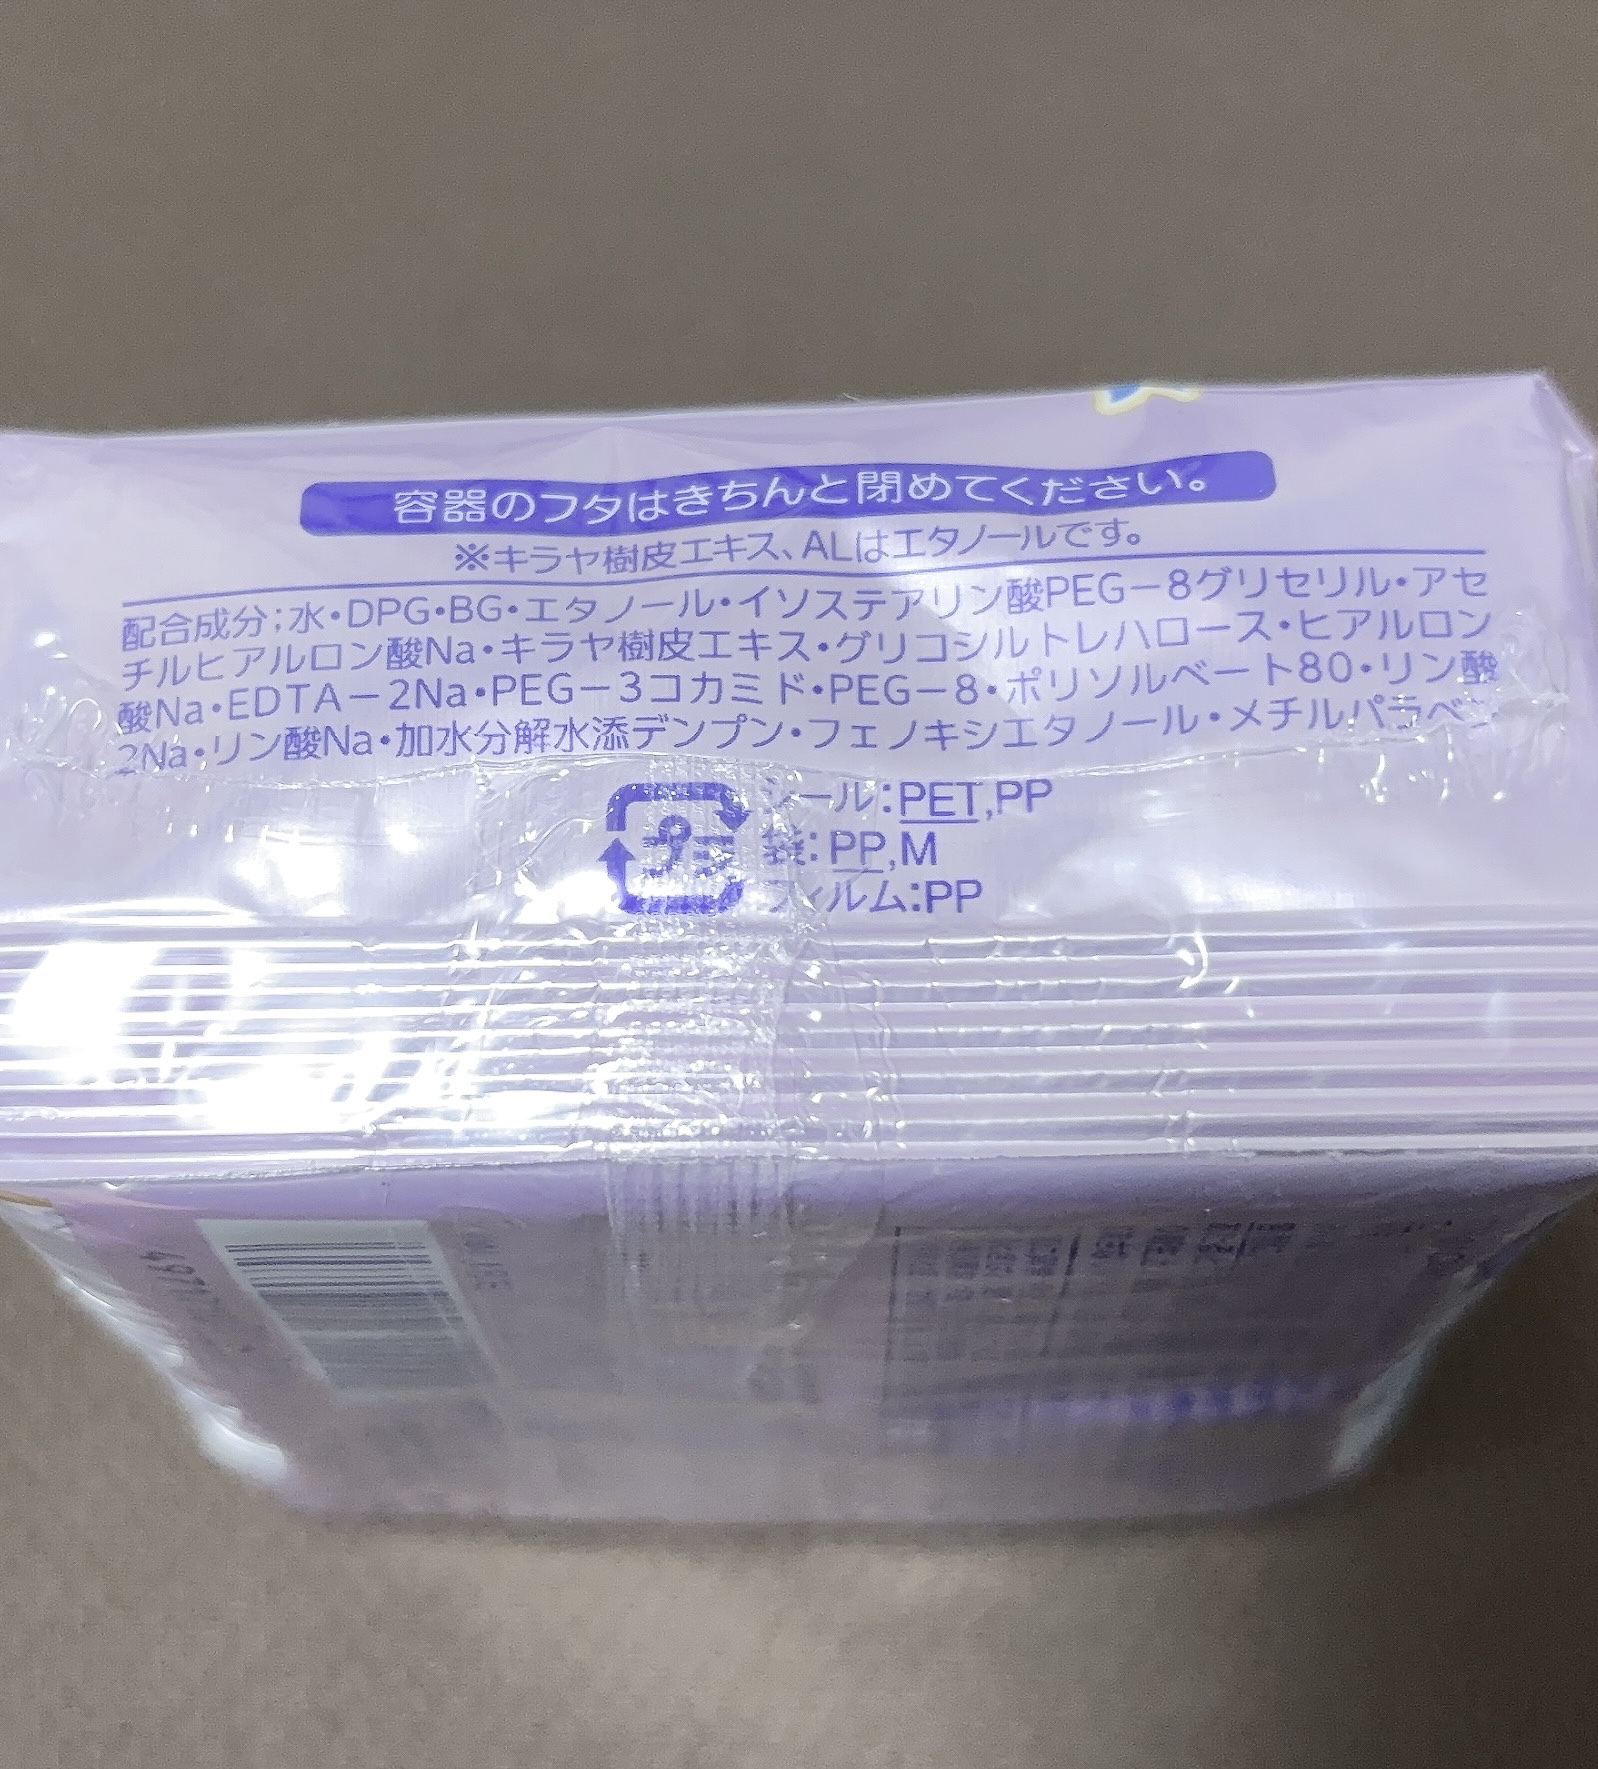 容器のフタはきちんと閉めてください。
※キラヤ樹皮エキス、ALはエタノールです。
配合成分;水・DPG・BG・エタノール・イソステアリン酸PEG－8グリセリル・アセ
チルヒアルロン酸Na・キラヤ樹皮エキス・グリコシルトレハロース・ヒアルロン
酸Na・EDTA－2Na・PEG－3コカミド・PEG－8・ポリソルベート80・リン酸
2Na・リン酸Na・加水分解水添デンプン・フェノキシエタノール・メチルパラベン
プラ
シール:PET,PP
袋:PP,M
フィルム:PP